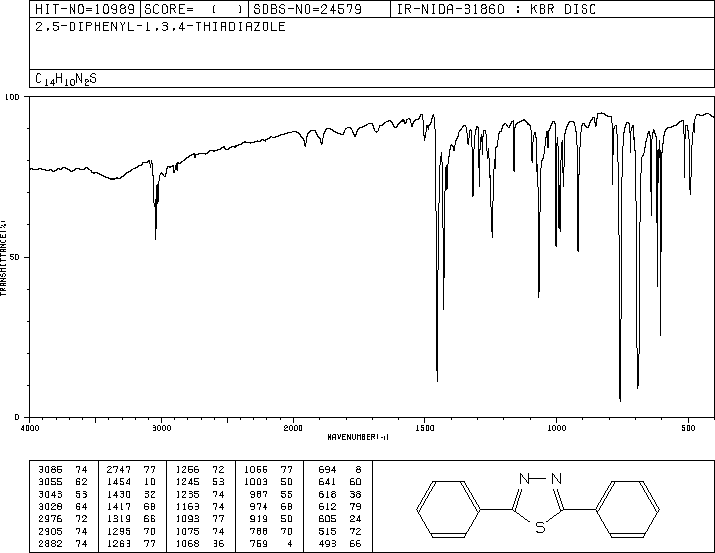 HIT-NO=10989 SCORE= ( ) SDBS-NO=24579 IR-NIDA-31860 : KBR DISC
2,5-DIPHENYL-1,3,4-THIADIAZOLE
C14H10N2S
100
TRANSMITTANCE(%)
50
0
4000 3000 2000 1500 1000 500
WAVENUMBER(-1)
3086 74 2747 77 1266 72 1066 77 694 8
3055 62 1454 10 1245 53 1003 50 641 60
3043 53 1430 32 1235 74 987 55 618 38
3028 64 1417 68 1163 74 974 68 612 79
2976 72 1319 66 1093 77 919 50 605 24
2905 74 1295 70 1075 74 788 70 515 72
2882 74 1263 77 1068 36 769 4 493 66
N N
S